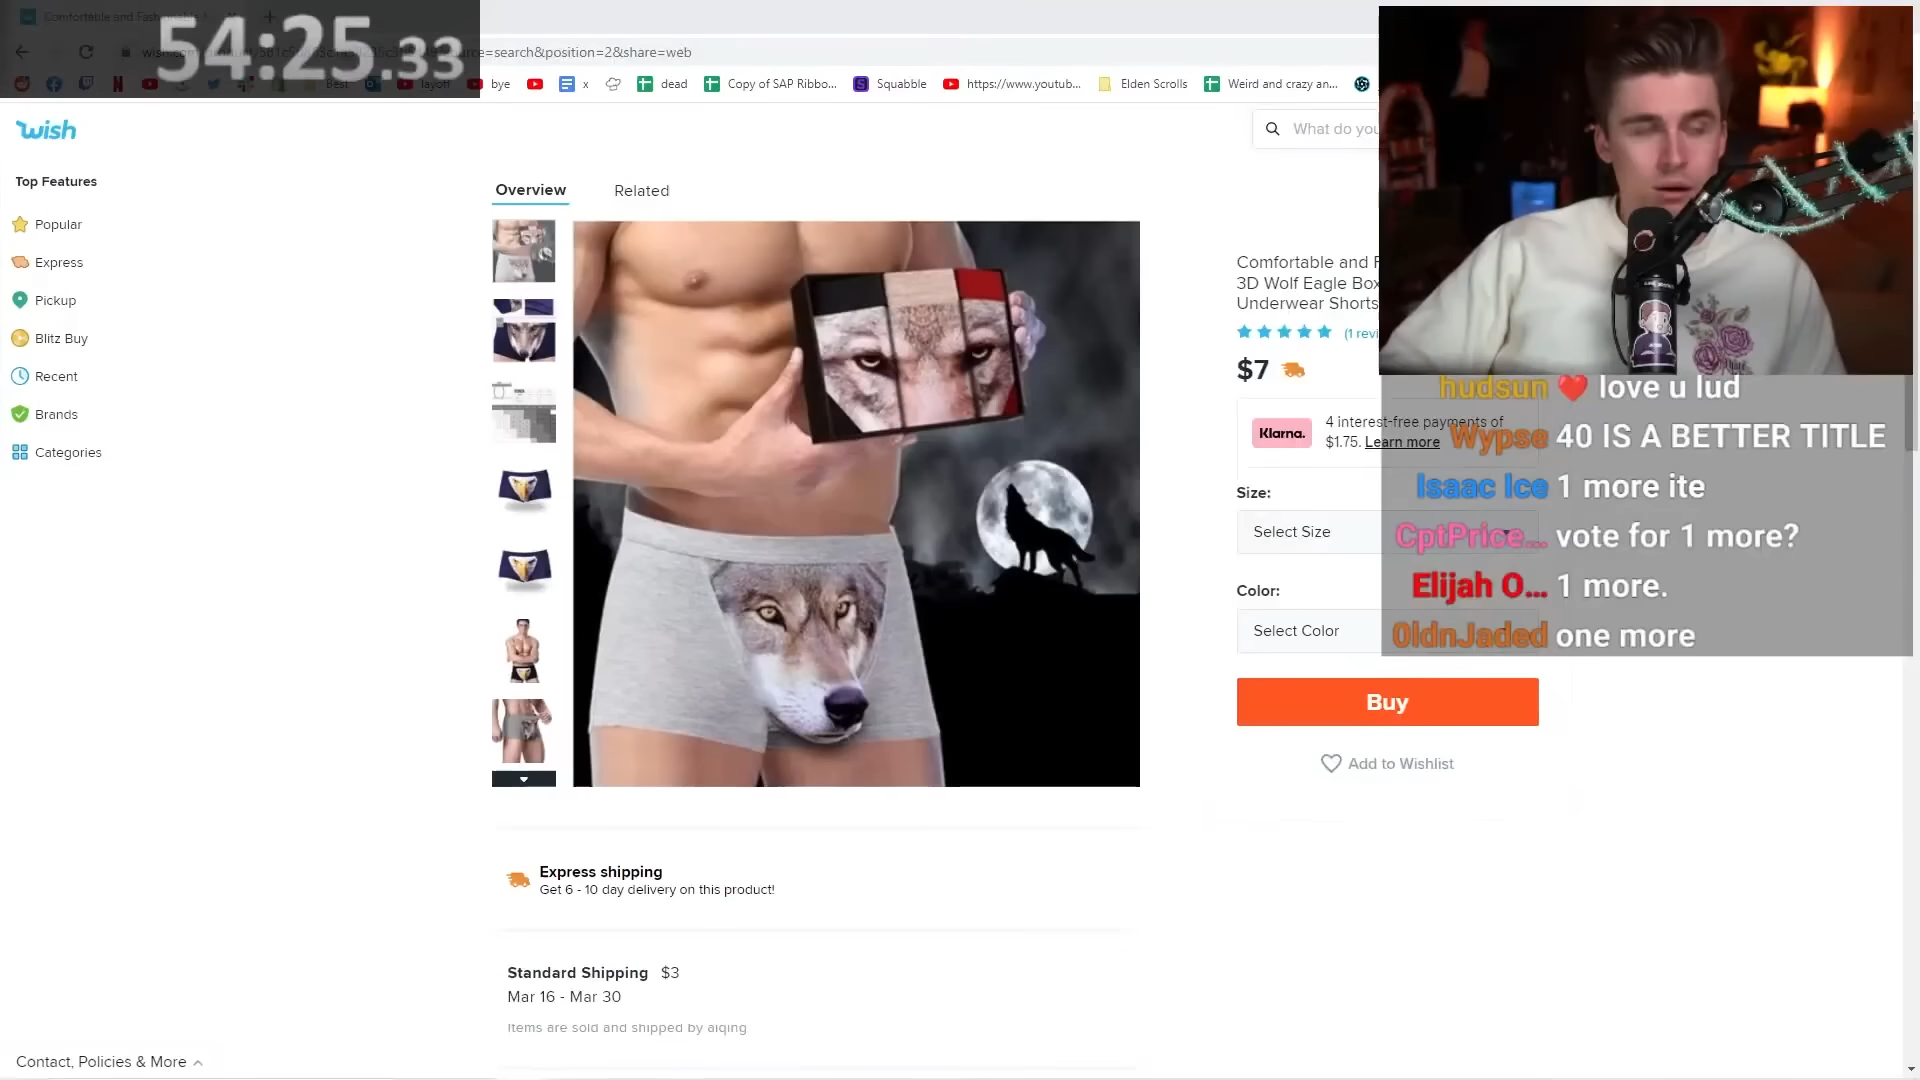 54:25.33
=search&position=2&share=web
bye
x
dead
Copy of SAP Ribbo...
Squabble
https://www.youtub...
Elden Scrolls
Weird and crazy an...
wish
What do you
Top Features
Popular
Express
Pickup
Blitz Buy
Recent
Brands
Categories
Overview
Related
Comfortable and F
3D Wolf Eagle Box
Underwear Shorts
(1 revi
$7
Klarna.
4 interest-free payments of
$1.75. Learn more
Size:
Select Size
Color:
Select Color
Buy
Add to Wishlist
hudsun ❤️ love u lud
Wypse 40 IS A BETTER TITLE
Isaac Ice 1 more ite
CptPrice... vote for 1 more?
Elijah O... 1 more.
0ldnJaded one more
Express shipping
Get 6 - 10 day delivery on this product!
Standard Shipping $3
Mar 16 - Mar 30
Items are sold and shipped by aiqing
Contact, Policies & More